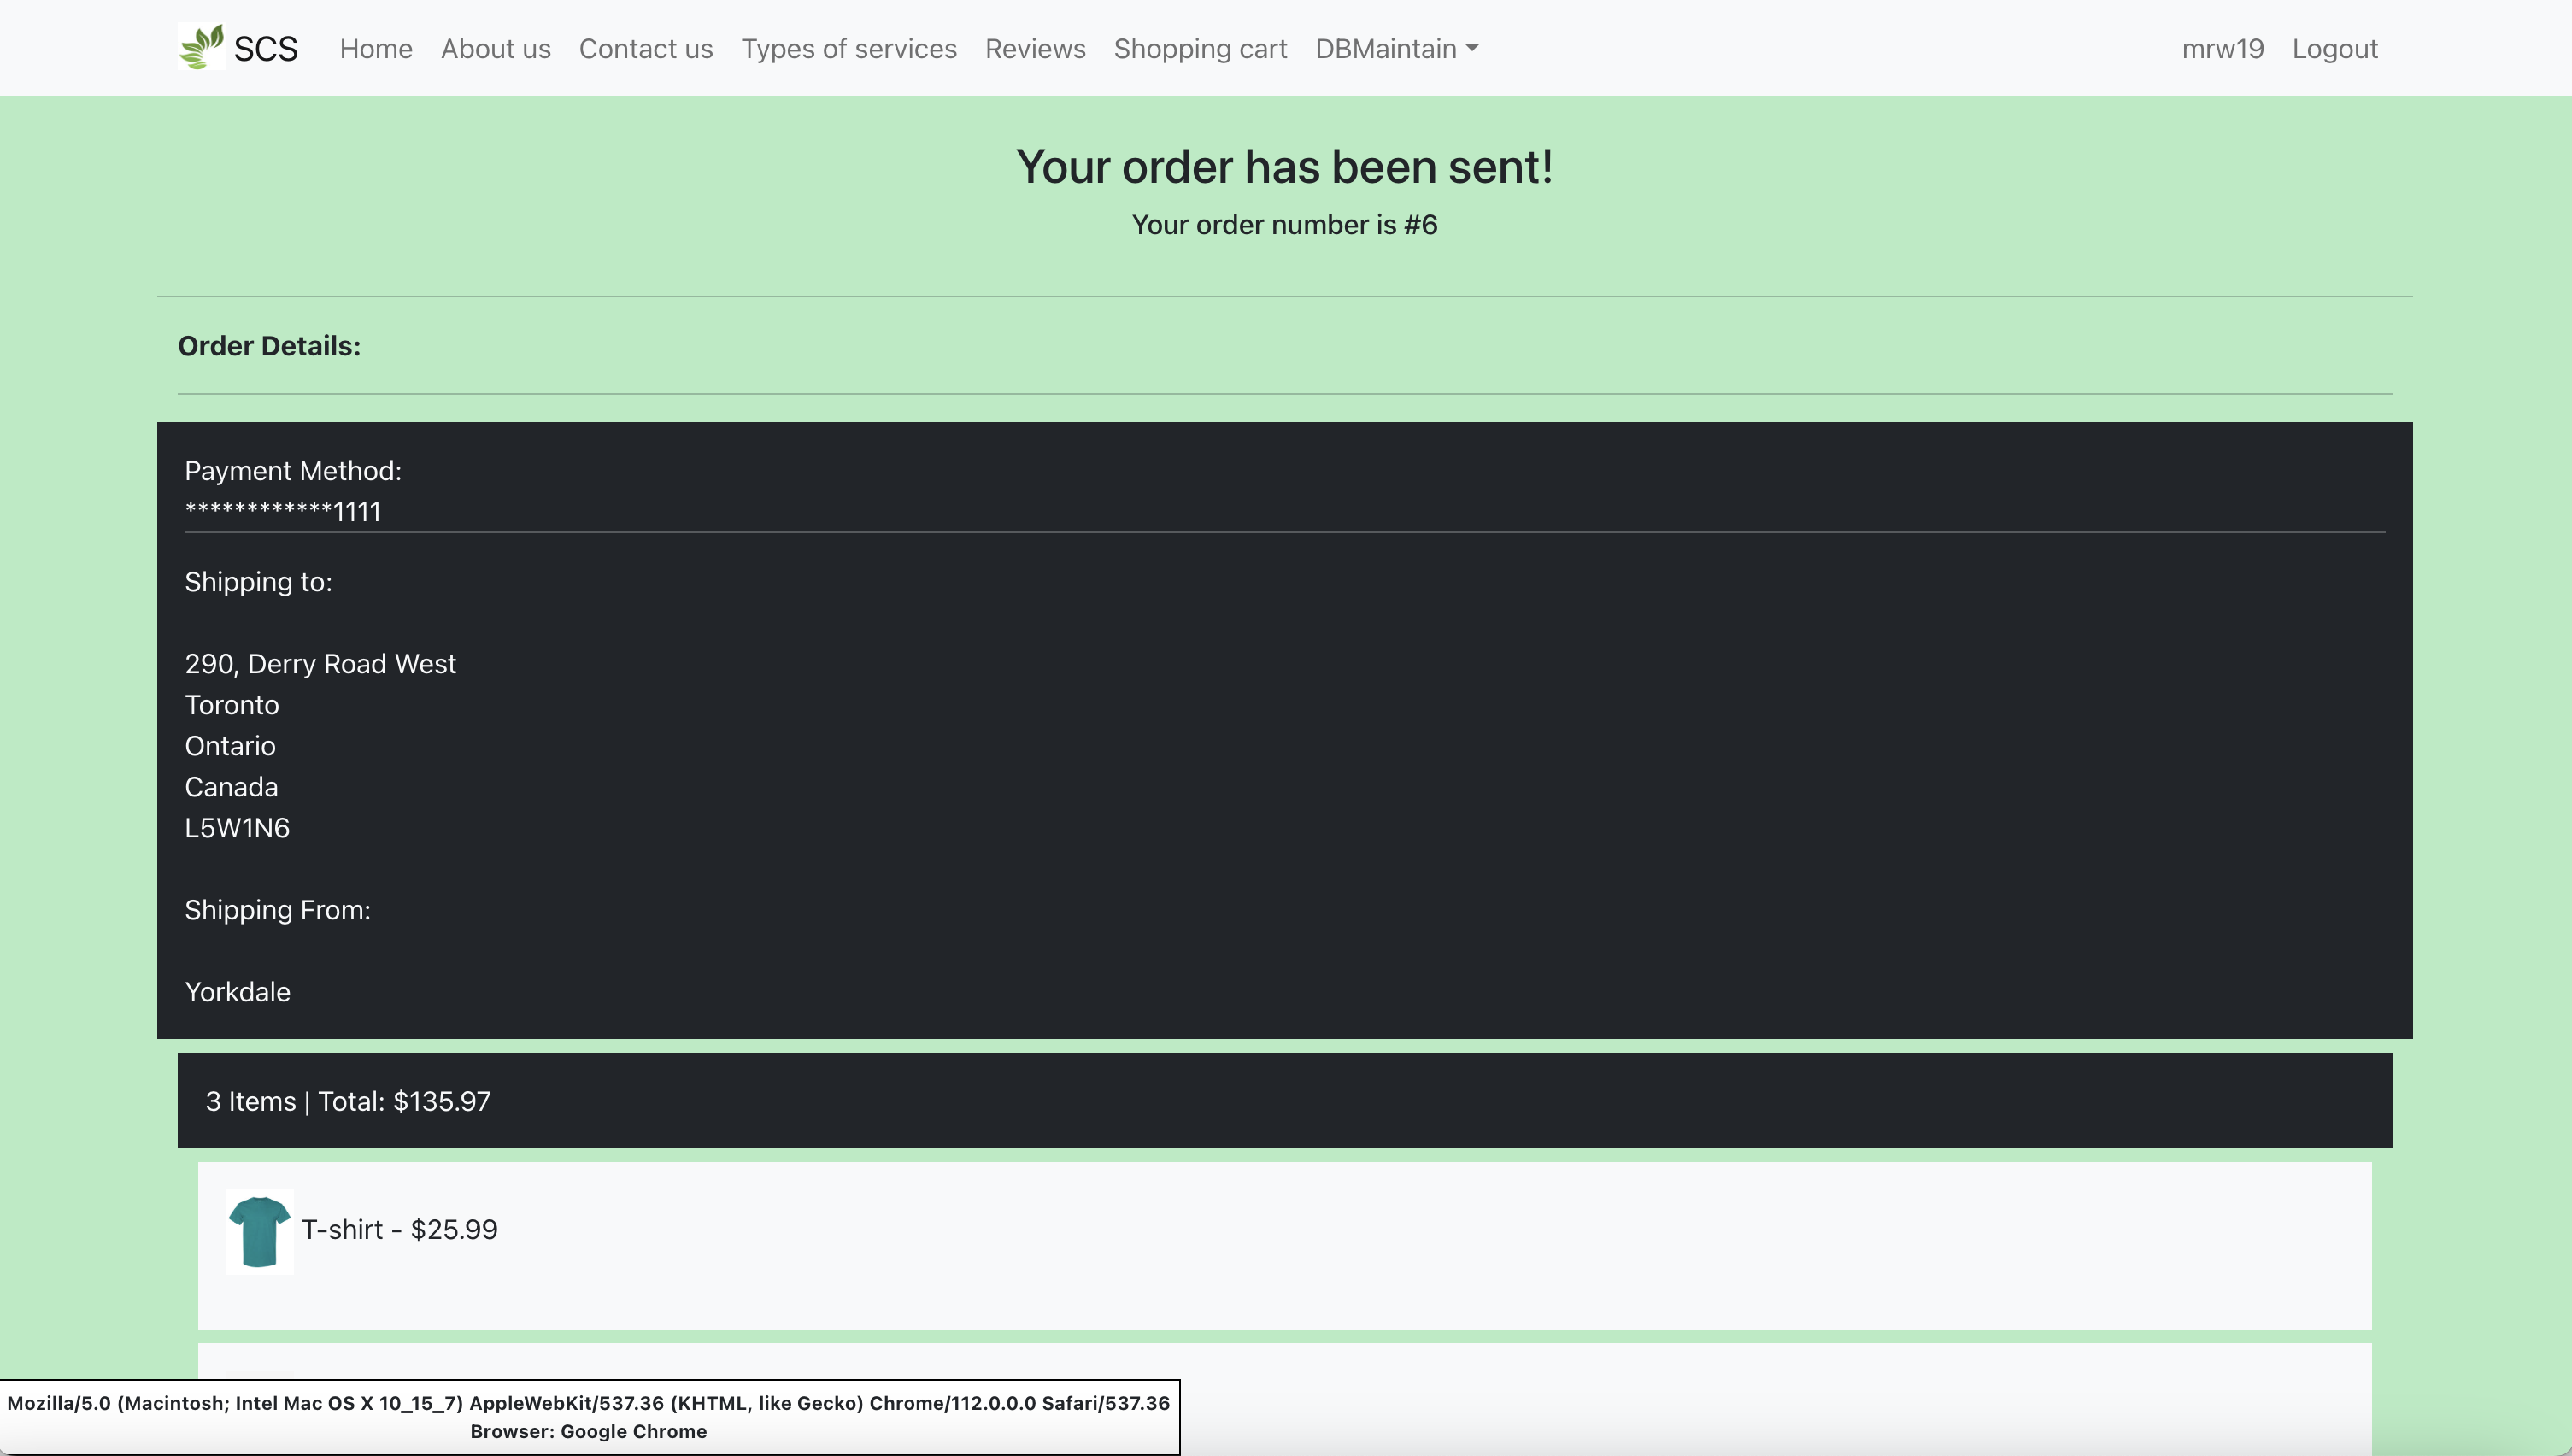 SCS Home About us Contact us Types of services Reviews Shopping cart DBMaintain mrw19 Logout
Your order has been sent!
Your order number is #6
Order Details:
Payment Method:
************1111
Shipping to:
290, Derry Road West
Toronto
Ontario
Canada
L5W1N6
Shipping From:
Yorkdale
3 Items | Total: $135.97
T-shirt - $25.99
Mozilla/5.0 (Macintosh; Intel Mac OS X 10_15_7) AppleWebKit/537.36 (KHTML, like Gecko) Chrome/112.0.0.0 Safari/537.36
Browser: Google Chrome